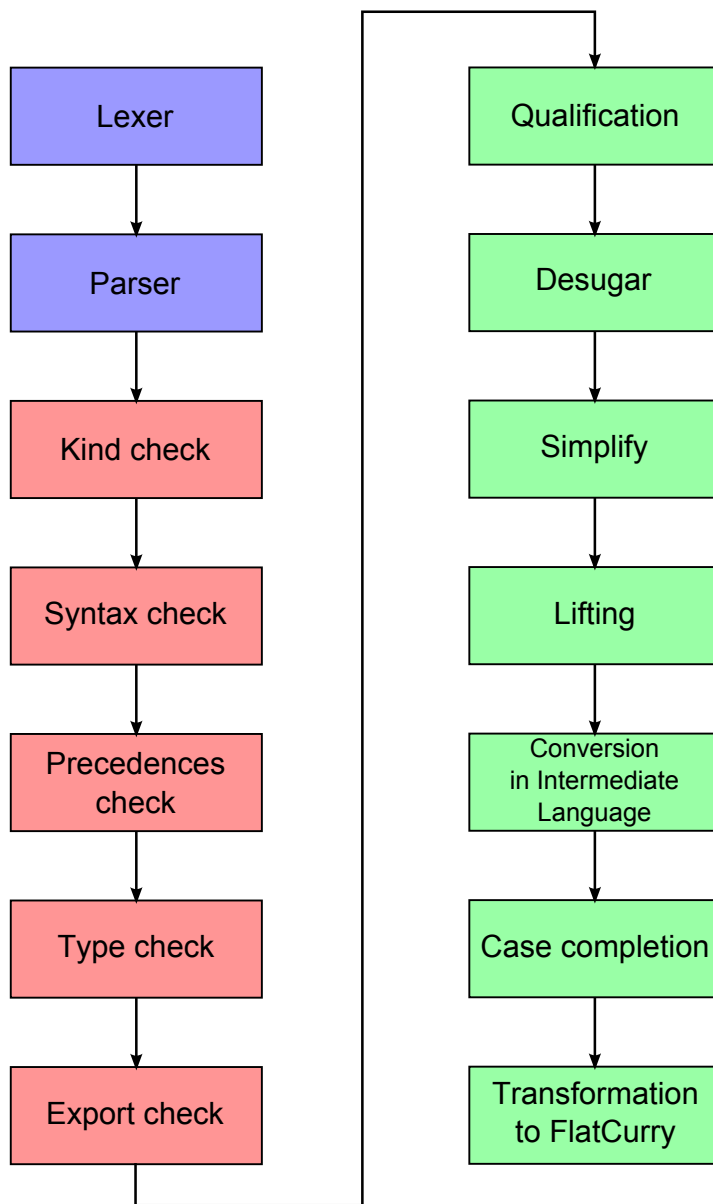 Lexer
Parser
Kind check
Syntax check
Precedences
check
Type check
Export check
Qualification
Desugar
Simplify
Lifting
Conversion
in Intermediate
Language
Case completion
Transformation
to FlatCurry